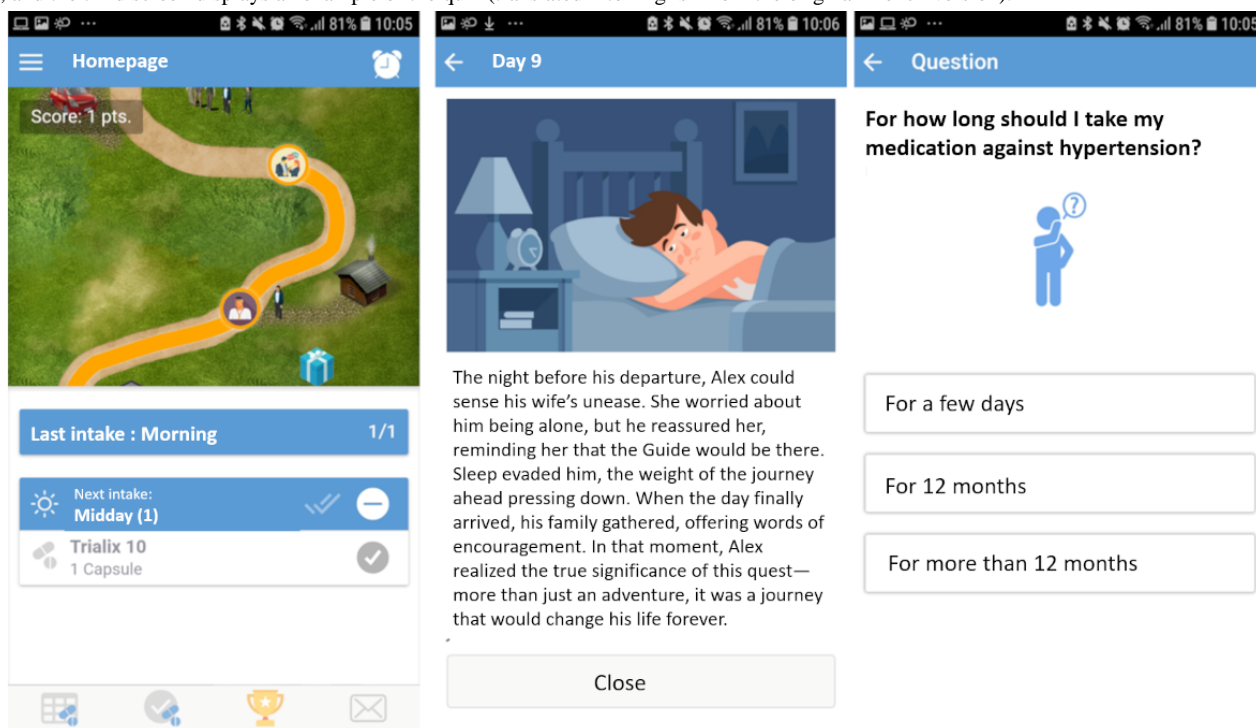 81% 10:05
Homepage
Score: 1 pts.
Last intake : Morning 1/1
Next intake:
Midday (1)
Trialix 10
1 Capsule
81% 10:06
Day 9
The night before his departure, Alex could
sense his wife’s unease. She worried about
him being alone, but he reassured her,
reminding her that the Guide would be there.
Sleep evaded him, the weight of the journey
ahead pressing down. When the day finally
arrived, his family gathered, offering words of
encouragement. In that moment, Alex
realized the true significance of this quest—
more than just an adventure, it was a journey
that would change his life forever.
Close
81% 10:05
Question
For how long should I take my
medication against hypertension?
For a few days
For 12 months
For more than 12 months